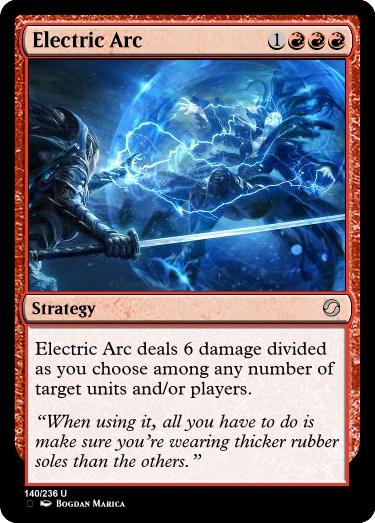 Electric Arc 1
Strategy
Electric Arc deals 6 damage divided
as you choose among any number of
target units and/or players.
“When using it, all you have to do is
make sure you’re wearing thicker rubber
soles than the others.”
140/236 U
Bogdan Marica